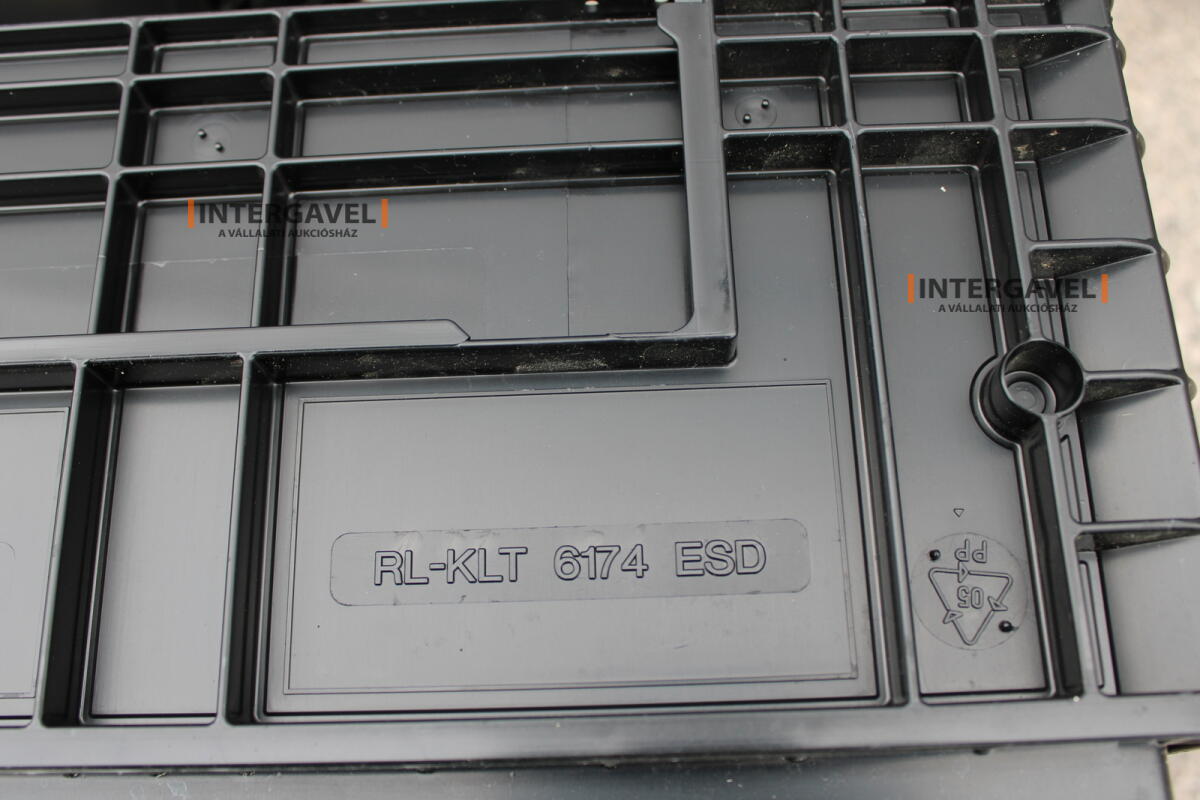 INTERGAVEL
A VÁLLALATI AUKCIÓSHÁZ
INTERGAVEL
A VÁLLALATI AUKCIÓSHÁZ
RL-KLT 6174 ESD
PP
05